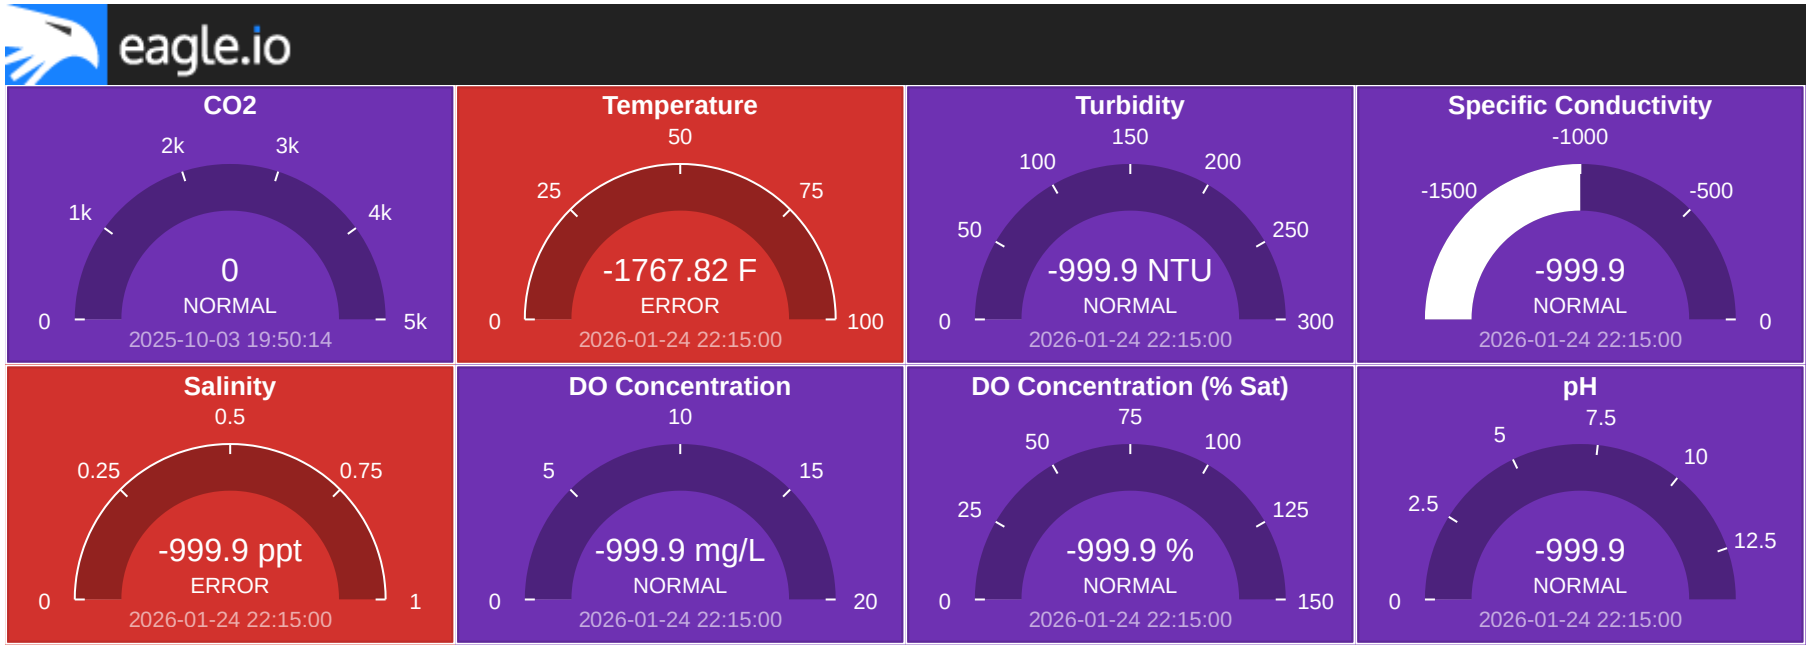 eagle.io
CO2
2k
3k
1k
4k
0
NORMAL
0
5k
2025-10-03 19:50:14
Temperature
50
25
75
-1767.82 F
ERROR
0
100
2026-01-24 22:15:00
Turbidity
150
100
200
50
250
-999.9 NTU
NORMAL
0
300
2026-01-24 22:15:00
Specific Conductivity
-1000
-1500
-500
-999.9
NORMAL
0
2026-01-24 22:15:00
Salinity
0.5
0.25
0.75
-999.9 ppt
ERROR
0
1
2026-01-24 22:15:00
DO Concentration
10
5
15
-999.9 mg/L
NORMAL
0
20
2026-01-24 22:15:00
DO Concentration (% Sat)
75
50
100
25
125
-999.9 %
NORMAL
0
150
2026-01-24 22:15:00
pH
7.5
5
10
2.5
12.5
-999.9
NORMAL
0
2026-01-24 22:15:00